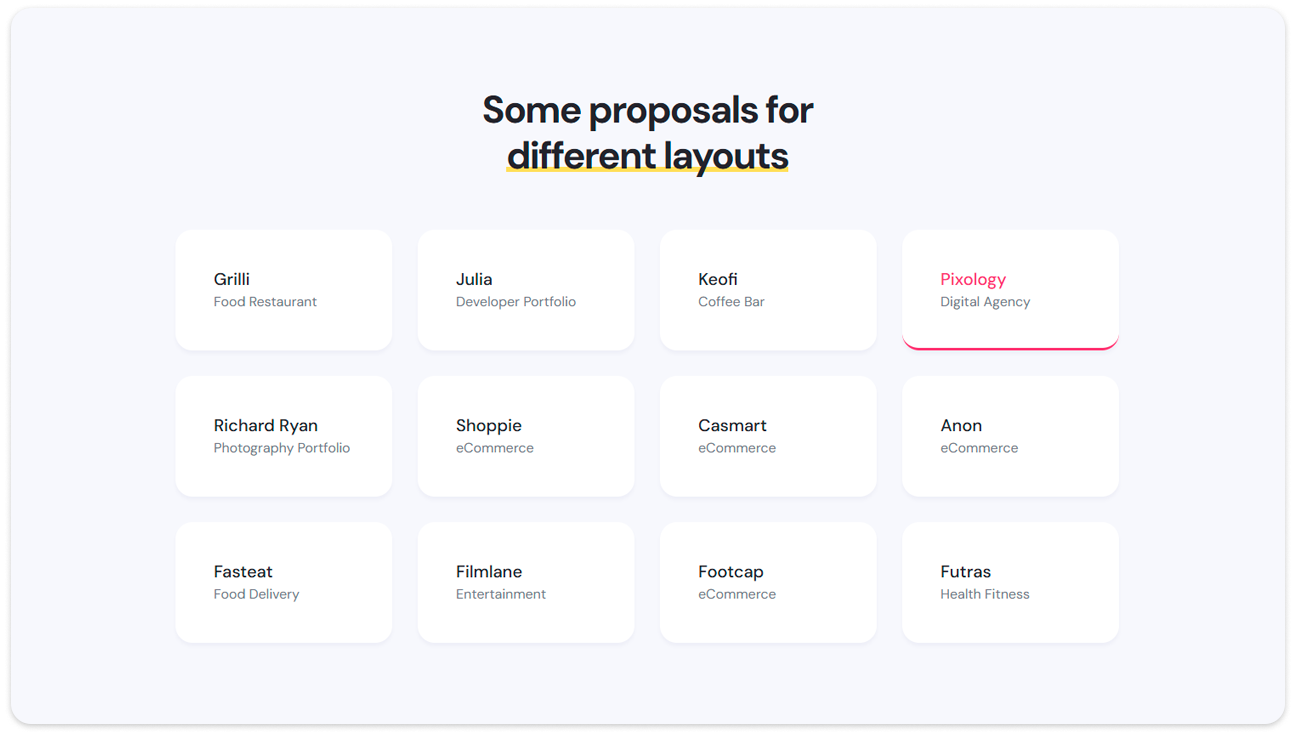 Some proposals for
different layouts
Grilli
Food Restaurant
Julia
Developer Portfolio
Keofi
Coffee Bar
Pixology
Digital Agency
Richard Ryan
Photography Portfolio
Shoppie
eCommerce
Casmart
eCommerce
Anon
eCommerce
Fasteat
Food Delivery
Filmlane
Entertainment
Footcap
eCommerce
Futras
Health Fitness